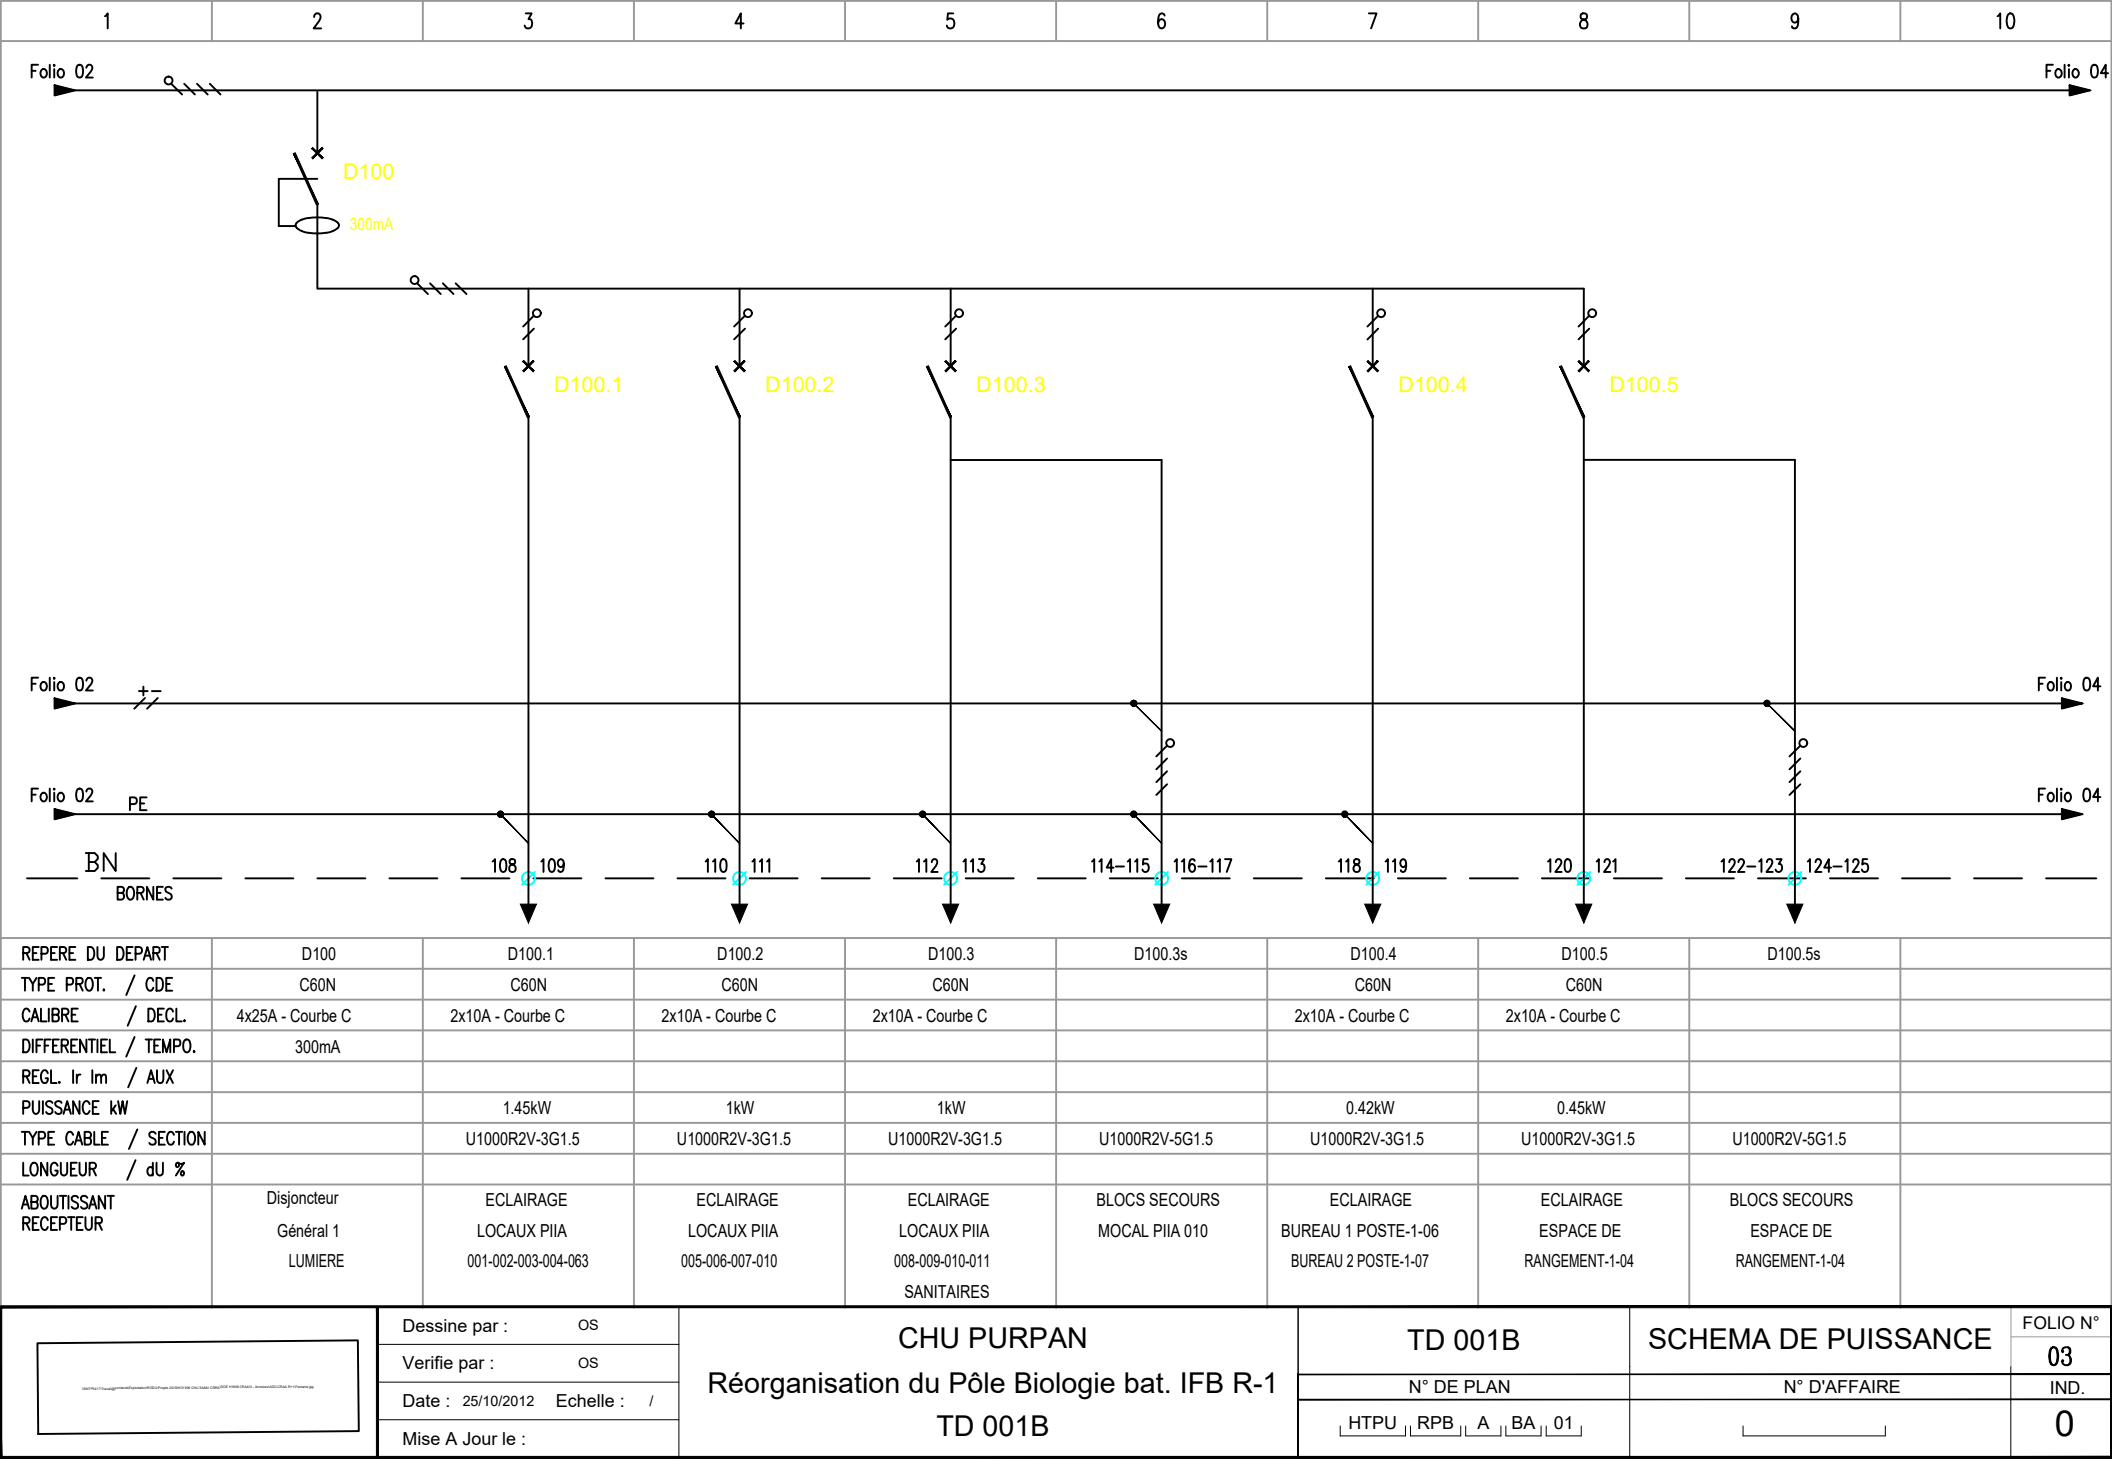 1 2 3 4 5 6 7 8 9 10
Folio 02 Folio 04
D100
300mA
D100.1 D100.2 D100.3 D100.4 D100.5
Folio 02 +- Folio 04
Folio 02 PE Folio 04
BN 108 109 110 111 112 113 114-115 116-117 118 119 120 121 122-123 124-125
BORNES
REPERE DU DEPART D100 D100.1 D100.2 D100.3 D100.3s D100.4 D100.5 D100.5s
TYPE PROT. / CDE C60N C60N C60N C60N C60N C60N
CALIBRE / DECL. 4x25A - Courbe C 2x10A - Courbe C 2x10A - Courbe C 2x10A - Courbe C 2x10A - Courbe C 2x10A - Courbe C
DIFFERENTIEL / TEMPO. 300mA
REGL. Ir Im / AUX
PUISSANCE kW 1.45kW 1kW 1kW 0.42kW 0.45kW
TYPE CABLE / SECTION U1000R2V-3G1.5 U1000R2V-3G1.5 U1000R2V-3G1.5 U1000R2V-5G1.5 U1000R2V-3G1.5 U1000R2V-3G1.5 U1000R2V-5G1.5
LONGUEUR / dU %
ABOUTISSANT Disjoncteur ECLAIRAGE ECLAIRAGE ECLAIRAGE BLOCS SECOURS ECLAIRAGE ECLAIRAGE BLOCS SECOURS
RECEPTEUR Général 1 LOCAUX PIIA LOCAUX PIIA LOCAUX PIIA MOCAL PIIA 010 BUREAU 1 POSTE-1-06 ESPACE DE ESPACE DE
LUMIERE 001-002-003-004-063 005-006-007-010 008-009-010-011 BUREAU 2 POSTE-1-07 RANGEMENT-1-04 RANGEMENT-1-04
SANITAIRES
Dessine par : OS
Verifie par : OS
Date : 25/10/2012 Echelle : /
Mise A Jour le :
CHU PURPAN
Réorganisation du Pôle Biologie bat. IFB R-1
TD 001B
TD 001B
N° DE PLAN
HTPU RPB A BA 01
SCHEMA DE PUISSANCE
N° D'AFFAIRE
FOLIO N°
03
IND.
0